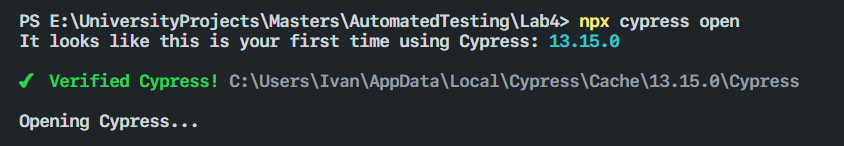 PS E:\UniversityProjects\Masters\AutomatedTesting\Lab4> npx cypress open
It looks like this is your first time using Cypress: 13.15.0
✔ Verified Cypress! C:\Users\Ivan\AppData\Local\Cypress\Cache\13.15.0\Cypress
Opening Cypress...